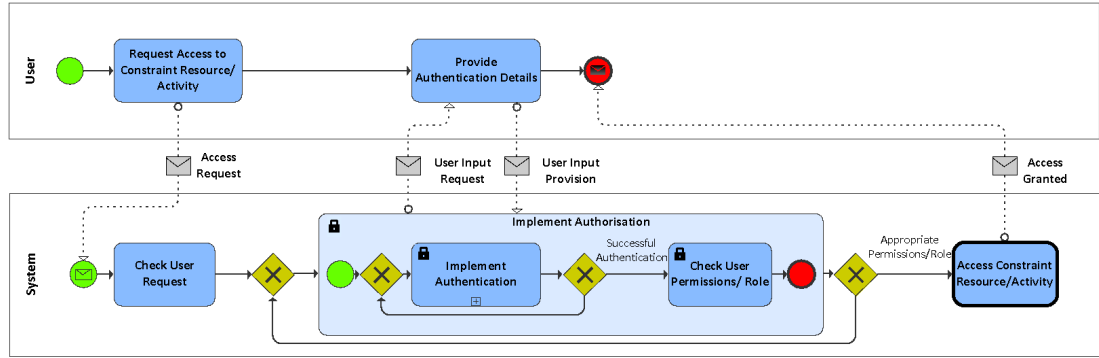 User
Request Access to
Constraint Resource/
Activity
Provide
Authentication Details
Access
Request
User Input
Request
User Input
Provision
Access
Granted
System
Check User
Request
Implement Authorisation
Implement
Authentication
Successful
Authentication
Check User
Permissions/ Role
Appropriate
Permissions/Role
Access Constraint
Resource/Activity